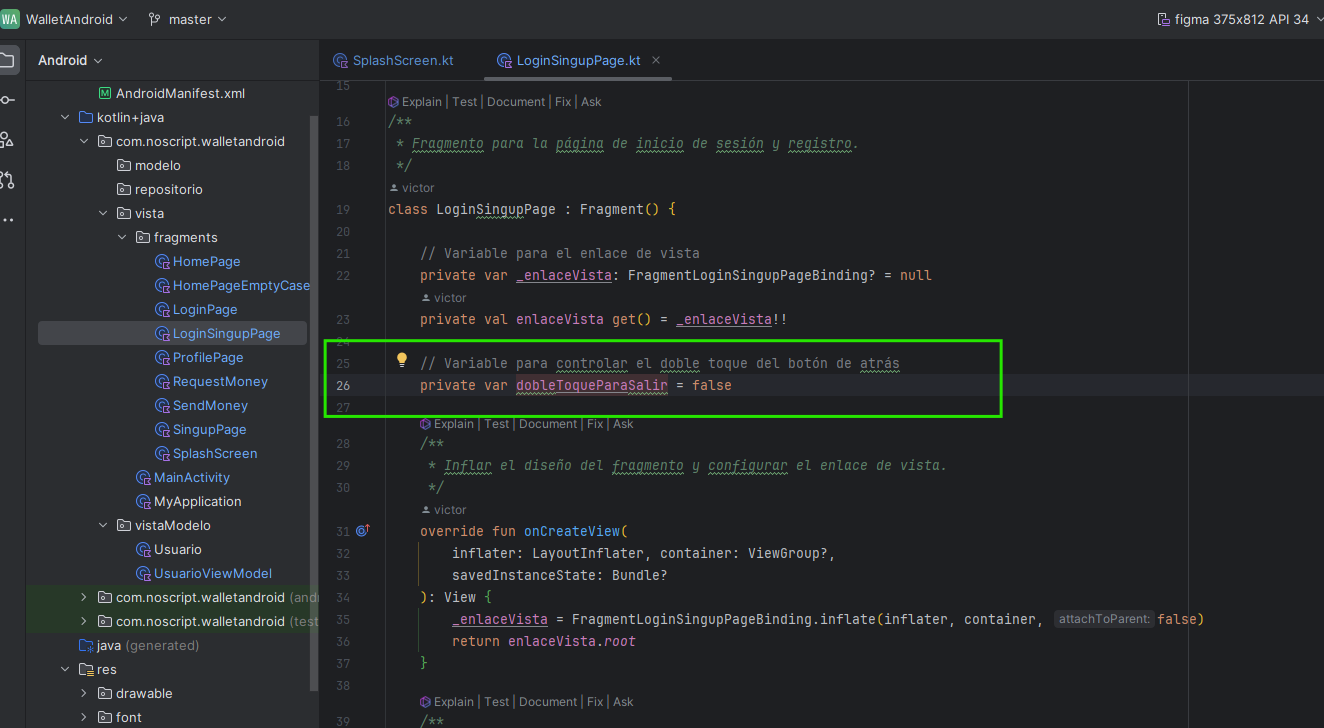 WA WalletAndroid master figma 375x812 API 34
Android
SplashScreen.kt LoginSingupPage.kt
AndroidManifest.xml
kotlin+java
com.noscript.walletandroid
modelo
repositorio
vista
fragments
HomePage
HomePageEmptyCase
LoginPage
LoginSingupPage
ProfilePage
RequestMoney
SendMoney
SingupPage
SplashScreen
MainActivity
MyApplication
vistaModelo
Usuario
UsuarioViewModel
com.noscript.walletandroid (and
com.noscript.walletandroid (test
java (generated)
res
drawable
font
15
Explain | Test | Document | Fix | Ask
16 /**
17 * Fragmento para la página de inicio de sesión y registro.
18 */
victor
19 class LoginSingupPage : Fragment() {
20
21 // Variable para el enlace de vista
22 private var _enlaceVista: FragmentLoginSingupPageBinding? = null
victor
23 private val enlaceVista get() = _enlaceVista!!
24
25 // Variable para controlar el doble toque del botón de atrás
26 private var dobleToqueParaSalir = false
27
Explain | Test | Document | Fix | Ask
28 /**
29 * Inflar el diseño del fragmento y configurar el enlace de vista.
30 */
victor
31 override fun onCreateView(
32 inflater: LayoutInflater, container: ViewGroup?,
33 savedInstanceState: Bundle?
34 ): View {
35 _enlaceVista = FragmentLoginSingupPageBinding.inflate(inflater, container, attachToParent: false)
36 return enlaceVista.root
37 }
38
Explain | Test | Document | Fix | Ask
39 /**